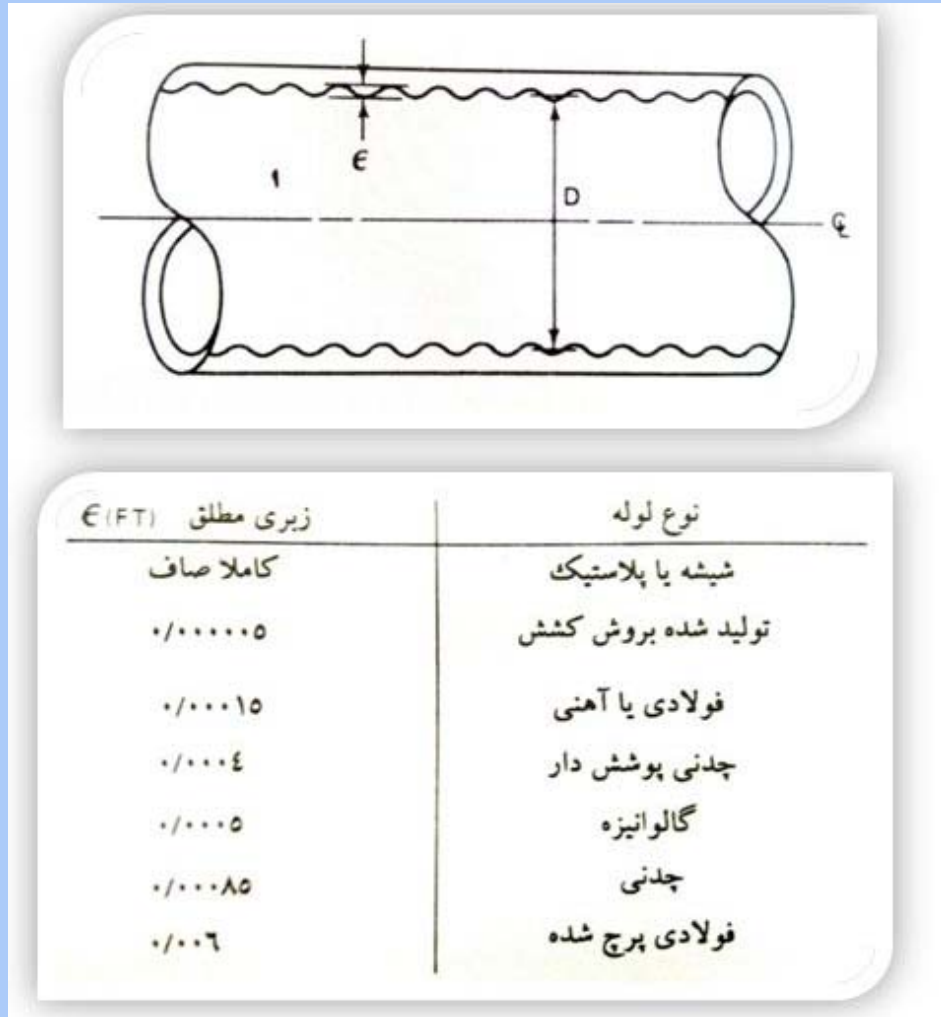 ϵ
۱
D
℄
نوع لوله زبری مطلق ϵ (FT)
شیشه یا پلاستیک کاملا صاف
تولید شده بروش کشش ۰/۰۰۰۰۰۵
فولادی یا آهنی ۰/۰۰۰۱۵
چدنی پوشش دار ۰/۰۰۰٤
گالوانیزه ۰/۰۰۰۵
چدنی ۰/۰۰۰۸۵
فولادی پرچ شده ۰/۰۰٦